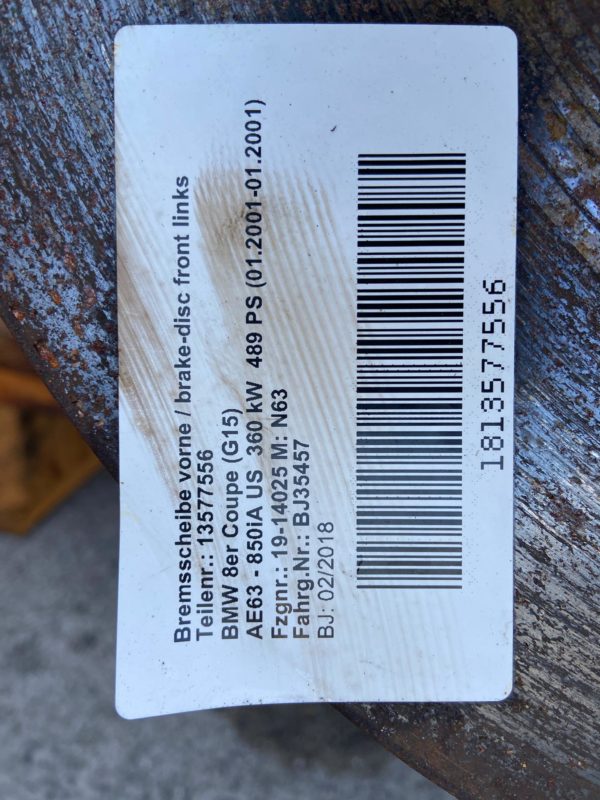 Bremsscheibe vorne / brake-disc front links
Teilenr.: 13577556
BMW 8er Coupe (G15)
AE63 - 850iA US 360 kW 489 PS (01.2001-01.2001)
Fzgnr.: 19-14025 M: N63
Fahrg.Nr.: BJ35457
BJ: 02/2018
1813577556